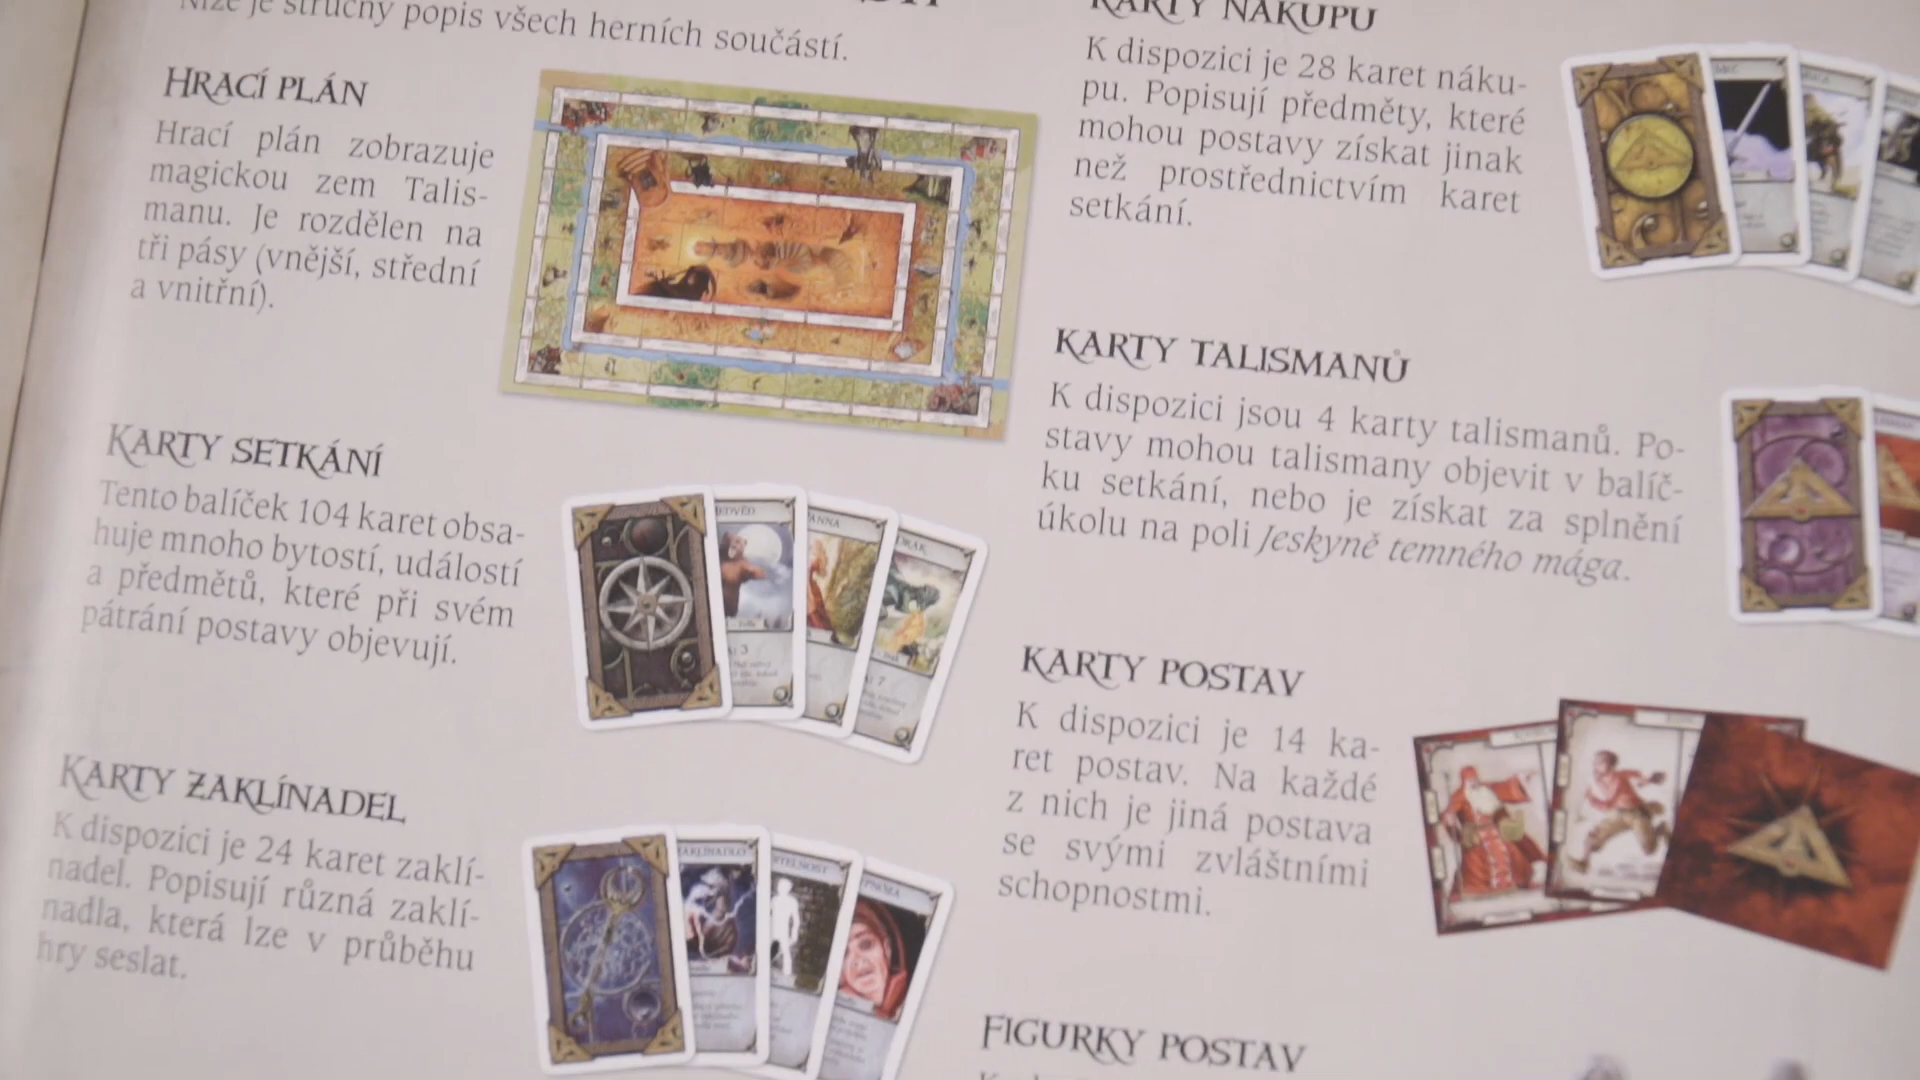 Níže je stručný popis všech herních součástí.
HRACÍ PLÁN
Hrací plán zobrazuje
magickou zem Talis-
manu. Je rozdělen na
tři pásy (vnější, střední
a vnitřní).
KARTY SETKÁNÍ
Tento balíček 104 karet obsa-
huje mnoho bytostí, událostí
a předmětů, které při svém
pátrání postavy objevují.
KARTY ZAKLÍNADEL
K dispozici je 24 karet zaklí-
nadel. Popisují různá zaklí-
nadla, která lze v průběhu
hry seslat.
KARTY NÁKUPU
K dispozici je 28 karet náku-
pu. Popisují předměty, které
mohou postavy získat jinak
než prostřednictvím karet
setkání.
KARTY TALISMANŮ
K dispozici jsou 4 karty talismanů. Po-
stavy mohou talismany objevit v balíč-
ku setkání, nebo je získat za splnění
úkolu na poli Jeskyně temného mága.
KARTY POSTAV
K dispozici je 14 ka-
ret postav. Na každé
z nich je jiná postava
se svými zvláštními
schopnostmi.
FIGURKY POSTAV